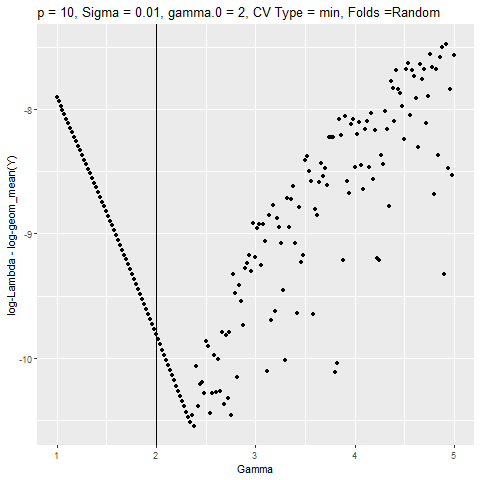 p = 10, Sigma = 0.01, gamma.0 = 2, CV Type = min, Folds =Random
log-Lambda - log-geom_mean(Y)
-8
-9
-10
1 2 3 4 5
Gamma